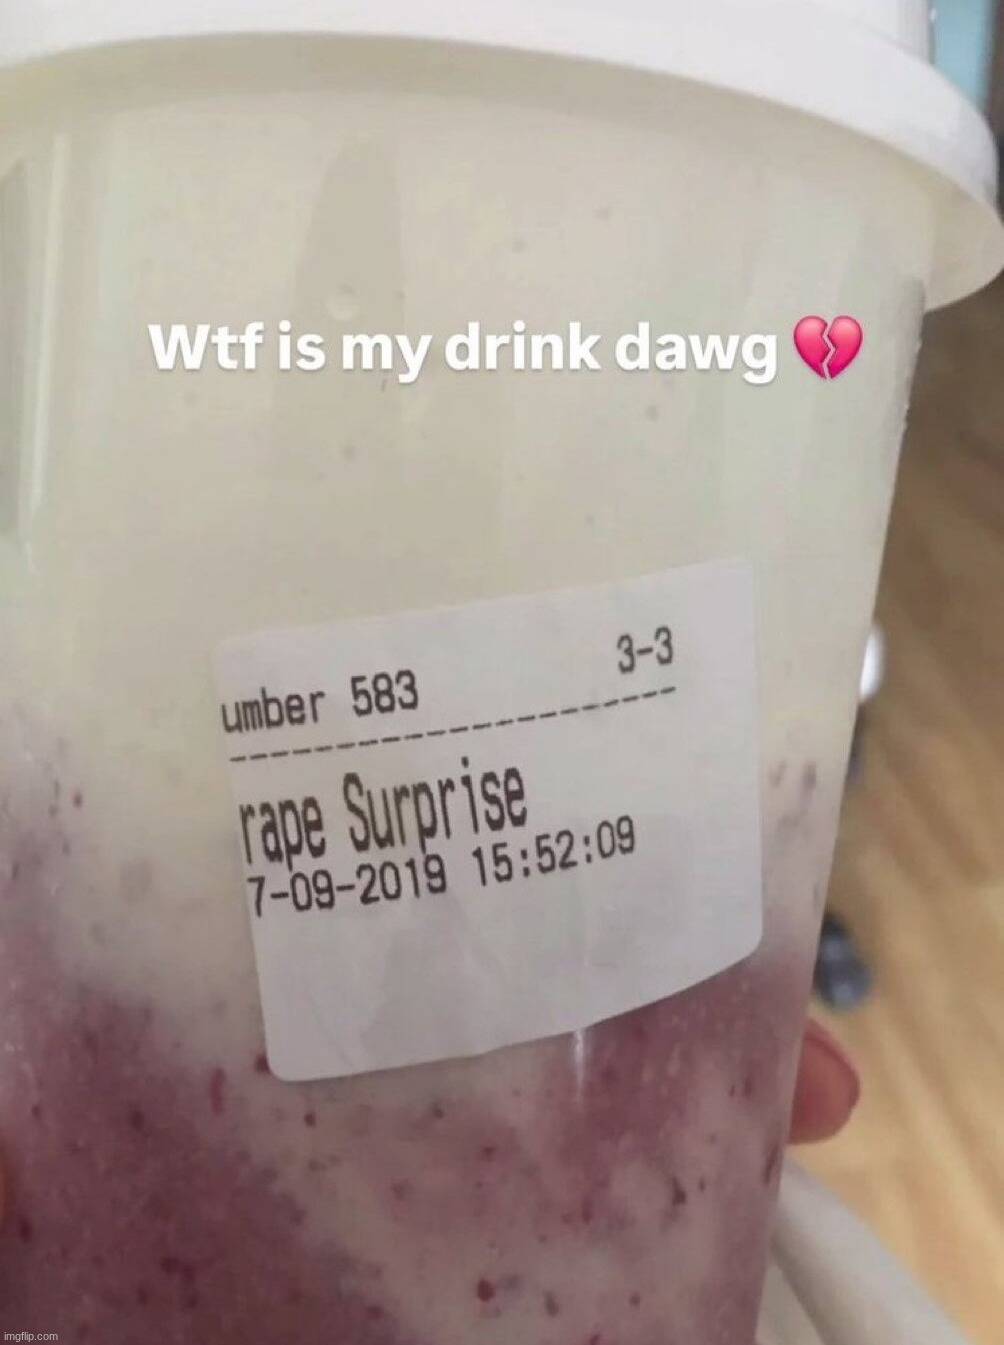 Wtf is my drink dawg 💔
umber 583 3-3
--------------------
rape Surprise
7-09-2019 15:52:09
imgflip.com